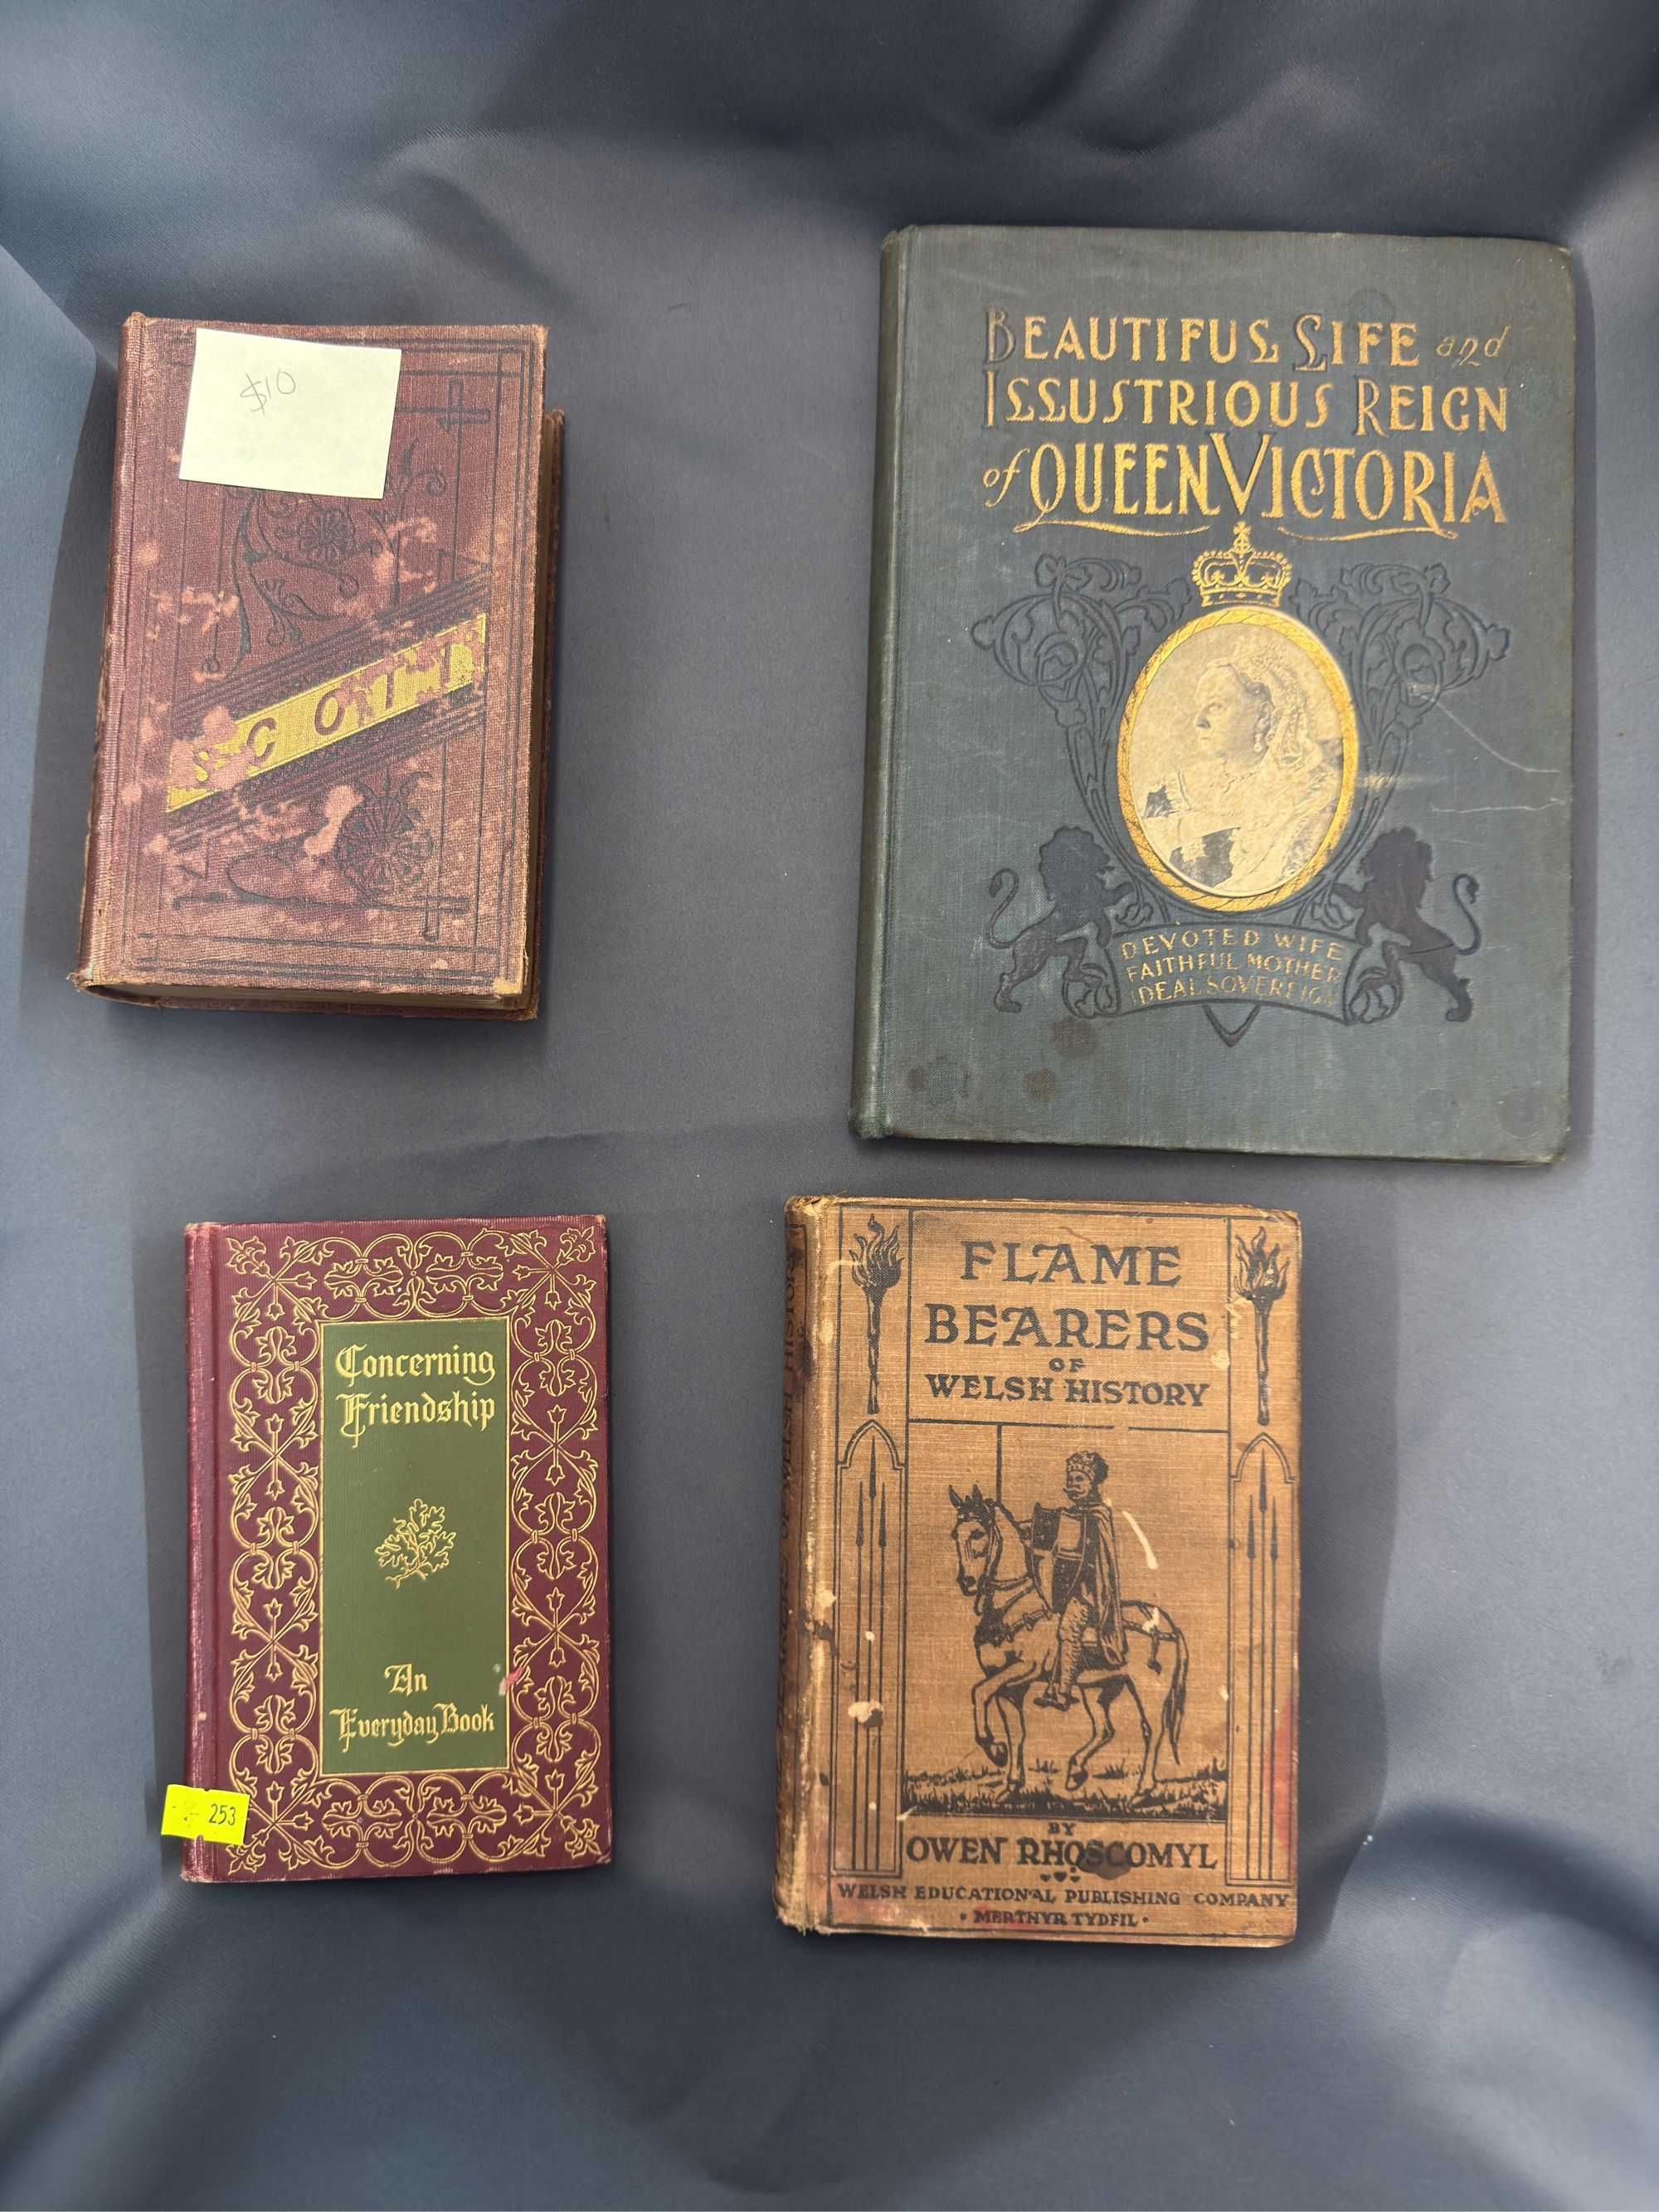 $10
BEAUTIFUL LIFE and
ILLUSTRIOUS REIGN
of QUEEN VICTORIA
DEVOTED WIFE
FAITHFUL MOTHER
IDEAL SOVEREIGN
Concerning
Friendship
An
Everyday Book
253
FLAME
BEARERS
OF
WELSH HISTORY
BY
OWEN RHOSCOMYL
WELSH EDUCATIONAL PUBLISHING COMPANY
• MERTHYR TYDFIL •